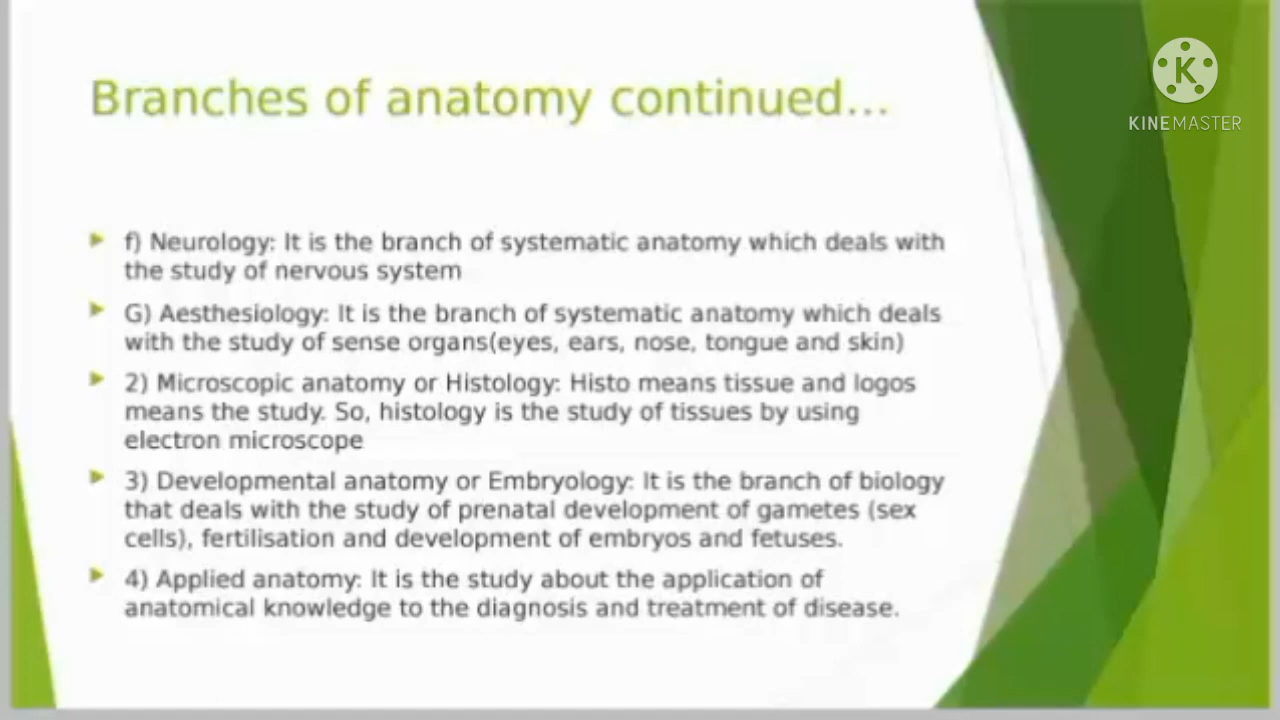 Branches of anatomy continued...
KINEMASTER
f) Neurology: It is the branch of systematic anatomy which deals with
the study of nervous system
G) Aesthesiology: It is the branch of systematic anatomy which deals
with the study of sense organs(eyes, ears, nose, tongue and skin)
2) Microscopic anatomy or Histology: Histo means tissue and logos
means the study. So, histology is the study of tissues by using
electron microscope
3) Developmental anatomy or Embryology: It is the branch of biology
that deals with the study of prenatal development of gametes (sex
cells), fertilisation and development of embryos and fetuses.
4) Applied anatomy: It is the study about the application of
anatomical knowledge to the diagnosis and treatment of disease.